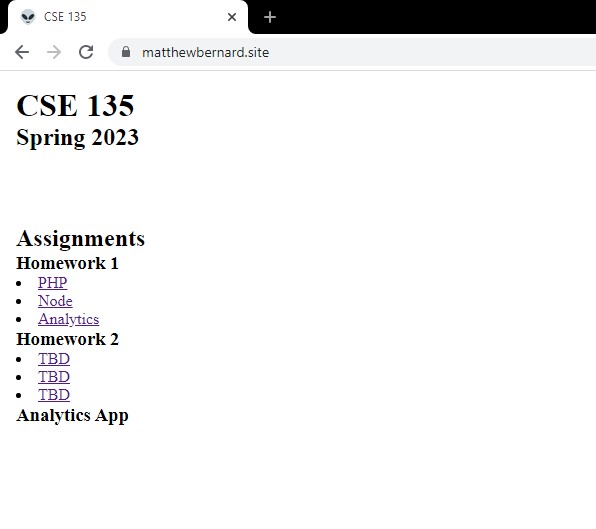 CSE 135
matthewbernard.site
CSE 135
Spring 2023
Assignments
Homework 1
PHP
Node
Analytics
Homework 2
TBD
TBD
TBD
Analytics App